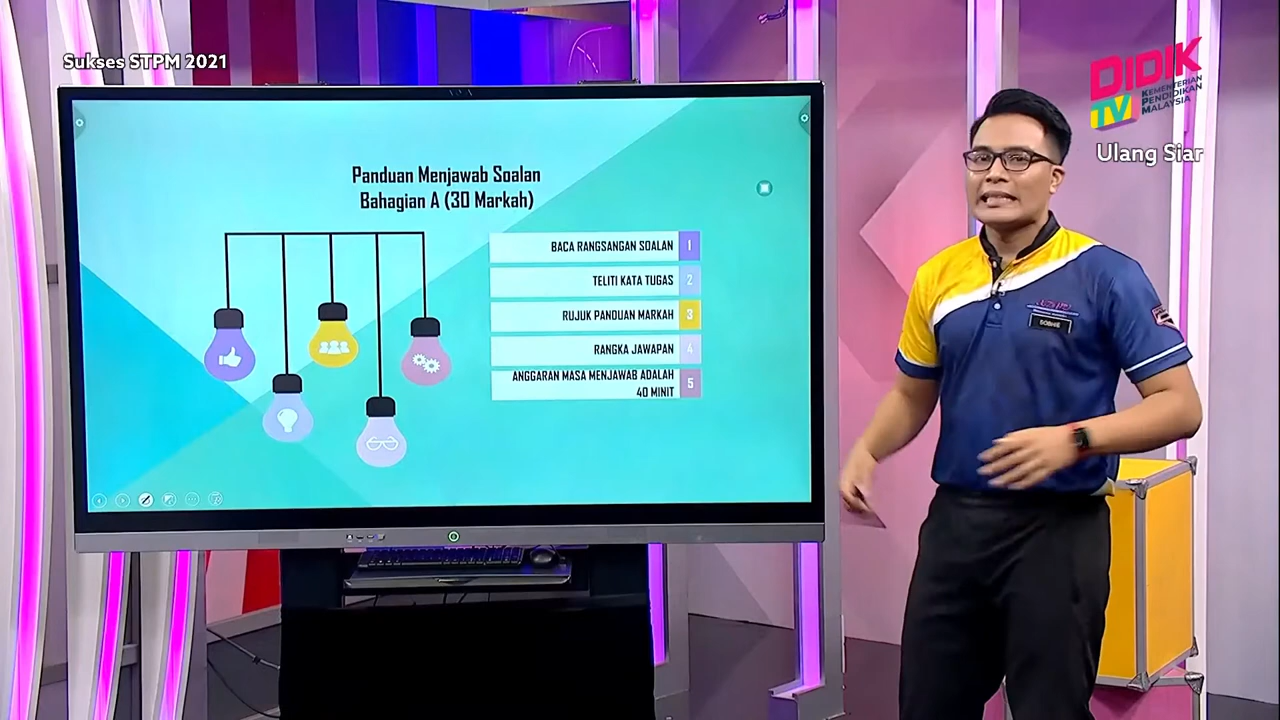 Sukses STPM 2021
DIDIK
TV
KEMENTERIAN
PENDIDIKAN
MALAYSIA
Ulang Siar
Panduan Menjawab Soalan
Bahagian A (30 Markah)
BACA RANGSANGAN SOALAN 1
TELITI KATA TUGAS 2
RUJUK PANDUAN MARKAH 3
RANGKA JAWAPAN 4
ANGGARAN MASA MENJAWAB ADALAH 5
40 MINIT